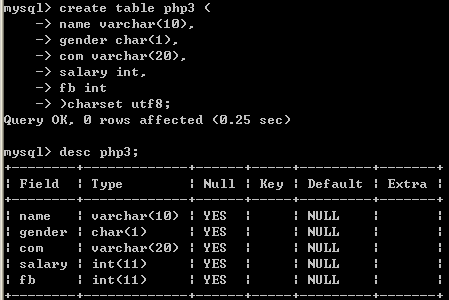 mysql> create table php3 (
    -> name varchar(10),
    -> gender char(1),
    -> com varchar(20),
    -> salary int,
    -> fb int
    -> )charset utf8;
Query OK, 0 rows affected (0.25 sec)

mysql> desc php3;
+--------+-------------+------+-----+---------+-------+
| Field  | Type        | Null | Key | Default | Extra |
+--------+-------------+------+-----+---------+-------+
| name   | varchar(10) | YES  |     | NULL    |       |
| gender | char(1)     | YES  |     | NULL    |       |
| com    | varchar(20) | YES  |     | NULL    |       |
| salary | int(11)     | YES  |     | NULL    |       |
| fb     | int(11)     | YES  |     | NULL    |       |
+--------+-------------+------+-----+---------+-------+